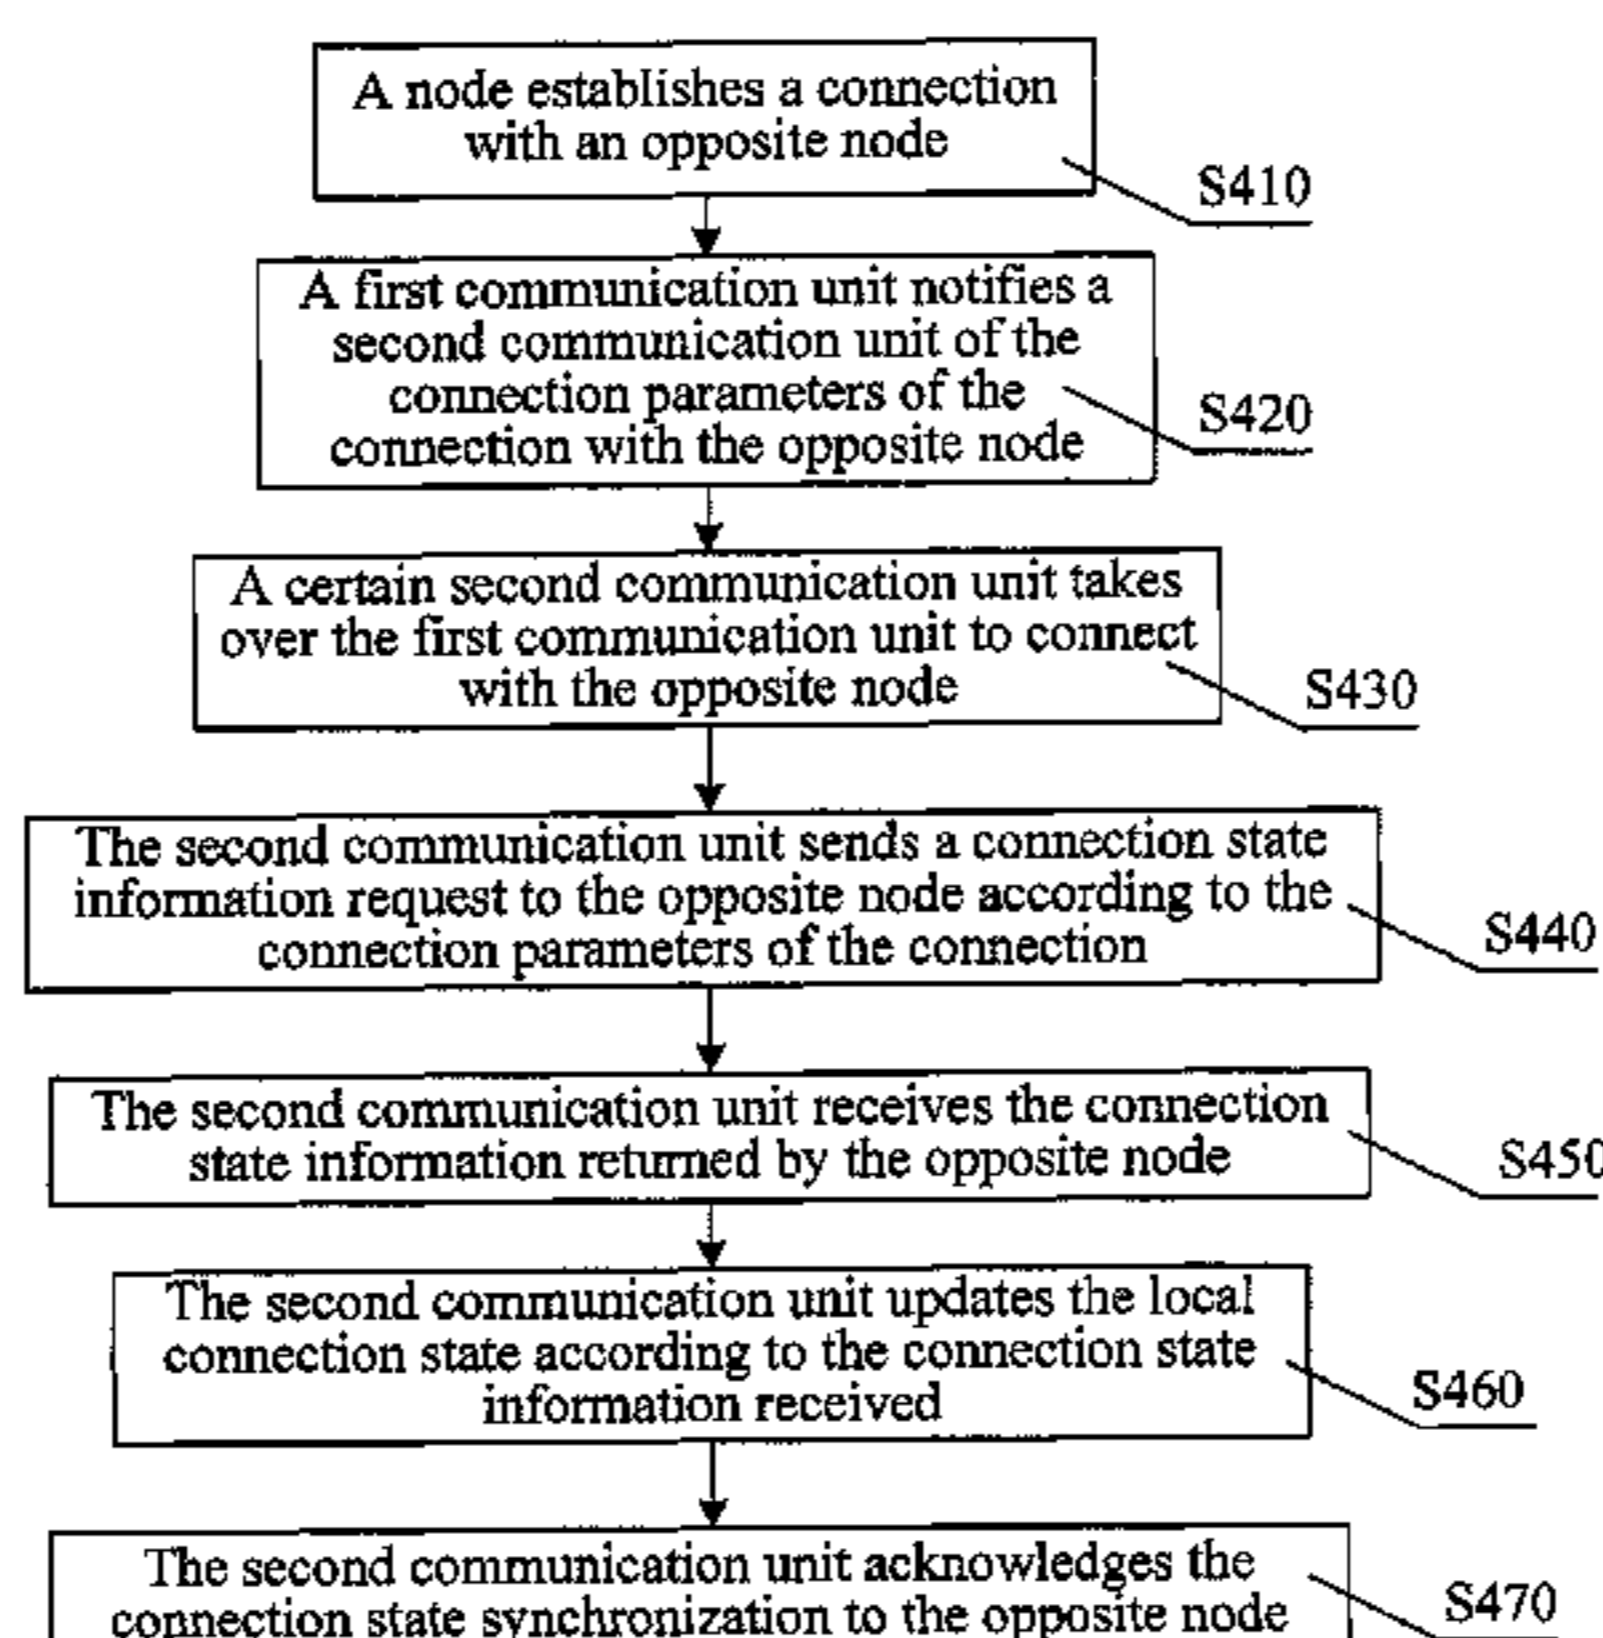 A node establishes a connection
with an opposite node
S410
A first communication unit notifies a
second communication unit of the
connection parameters of the
connection with the opposite node
S420
A certain second communication unit takes
over the first communication unit to connect
with the opposite node
S430
The second communication unit sends a connection state
information request to the opposite node according to the
connection parameters of the connection
S440
The second communication unit receives the connection
state information returned by the opposite node
S450
The second communication unit updates the local
connection state according to the connection state
information received
S460
The second communication unit acknowledges the
connection state synchronization to the opposite node
S470